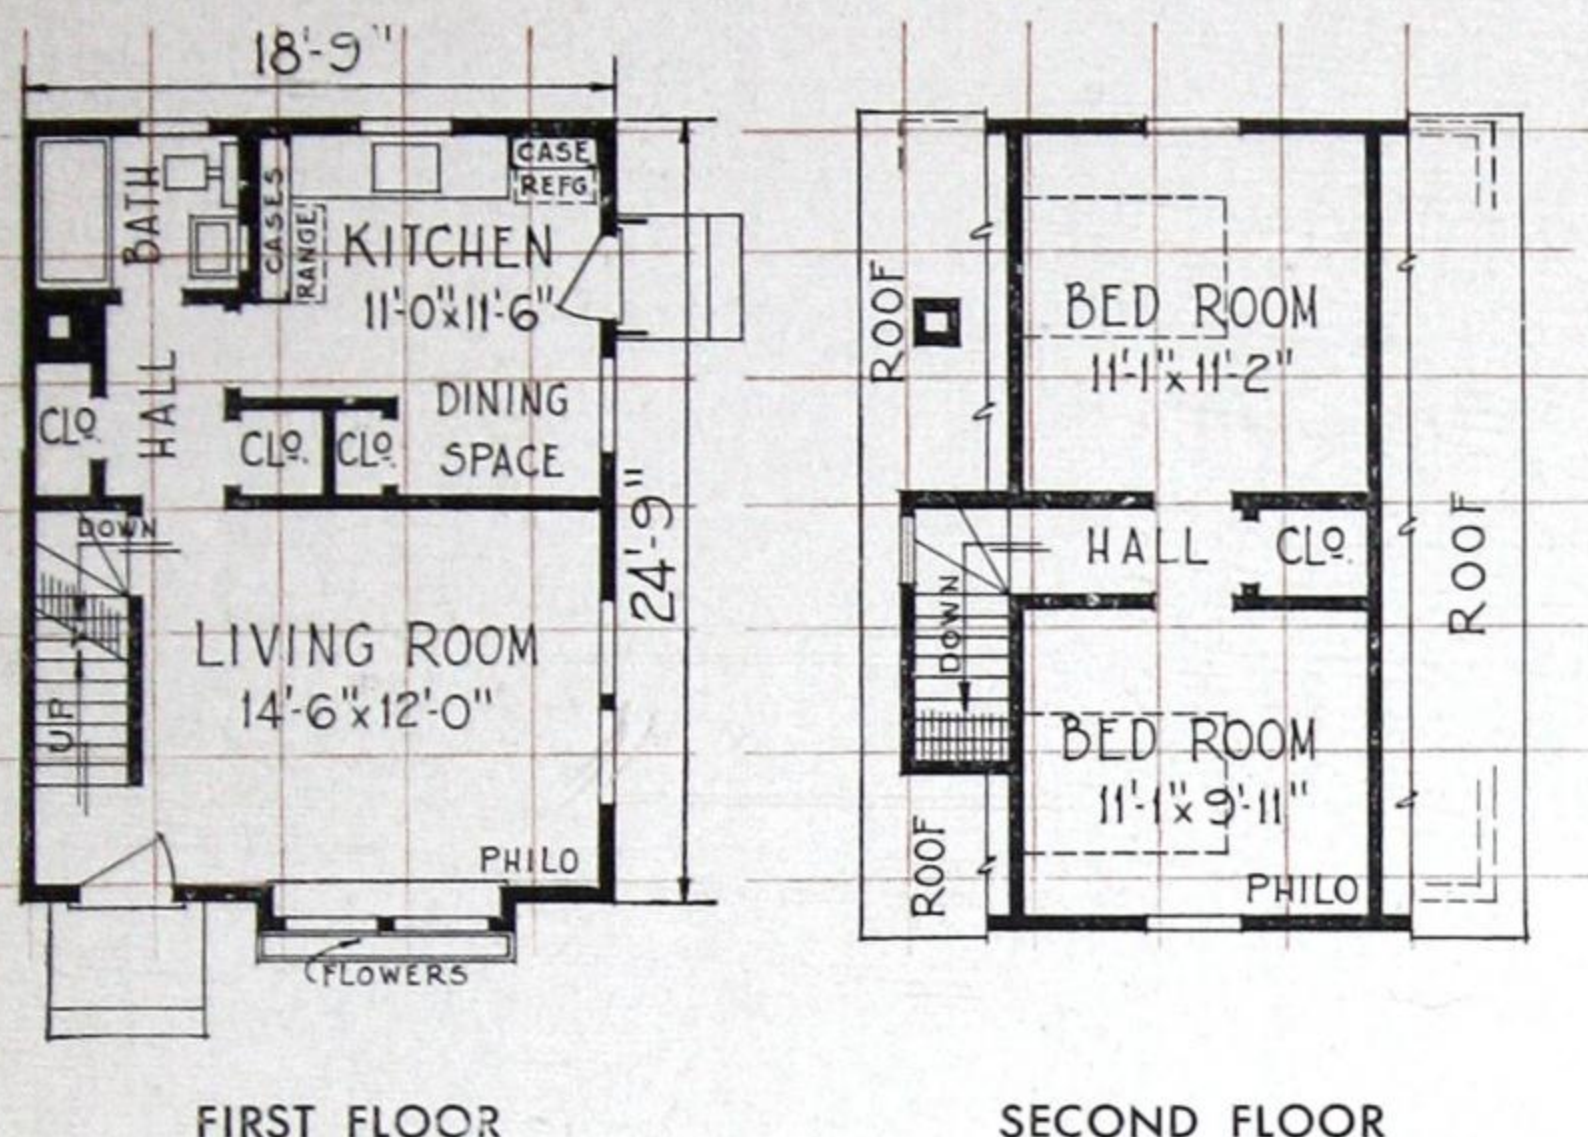 18'-9"
BATH
CASES
RANGE
CASE
REFG.
KITCHEN
11'-0"x11'-6"
HALL
CLO.
CLO.
CLO.
DINING
SPACE
24'-9"
DOWN
UP
LIVING ROOM
14'-6"x12'-0"
PHILO
FLOWERS
FIRST FLOOR
ROOF
BED ROOM
11'-1"x11'-2"
HALL
CLO.
DOWN
ROOF
BED ROOM
11'-1"x9'-11"
PHILO
ROOF
SECOND FLOOR